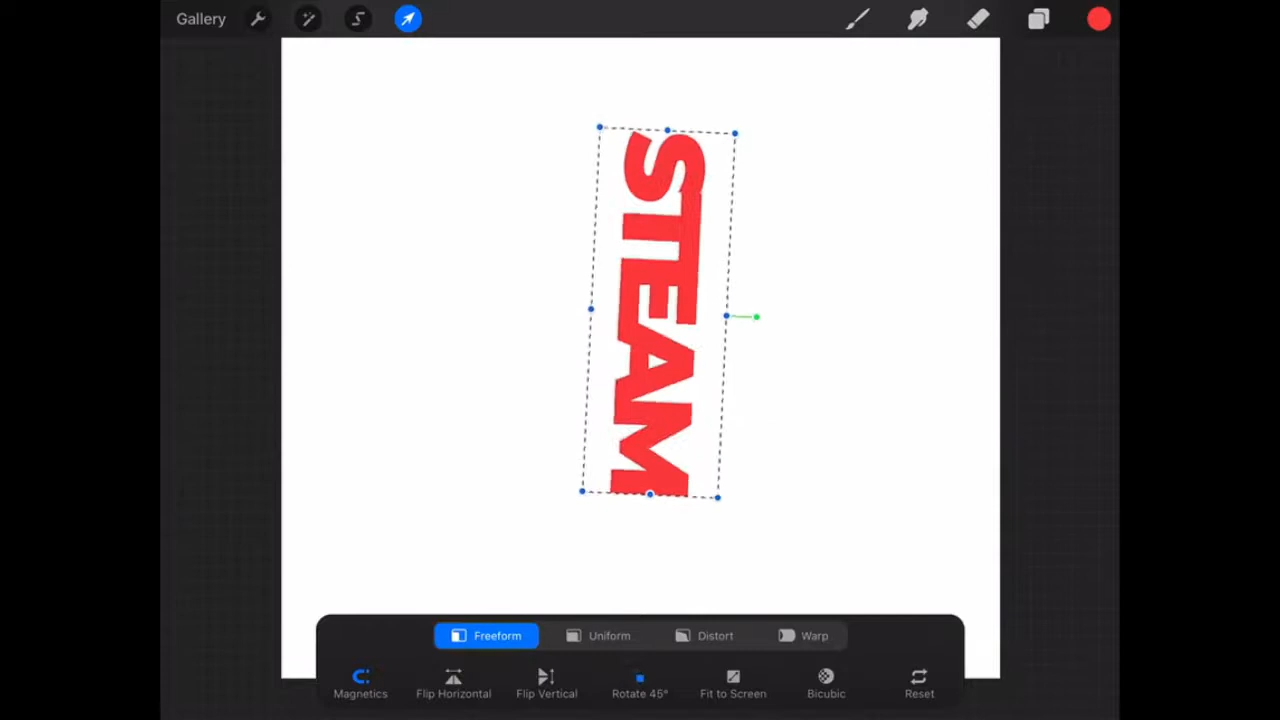 Gallery
STEAM
Freeform Uniform Distort Warp
Magnetics Flip Horizontal Flip Vertical Rotate 45° Fit to Screen Bicubic Reset